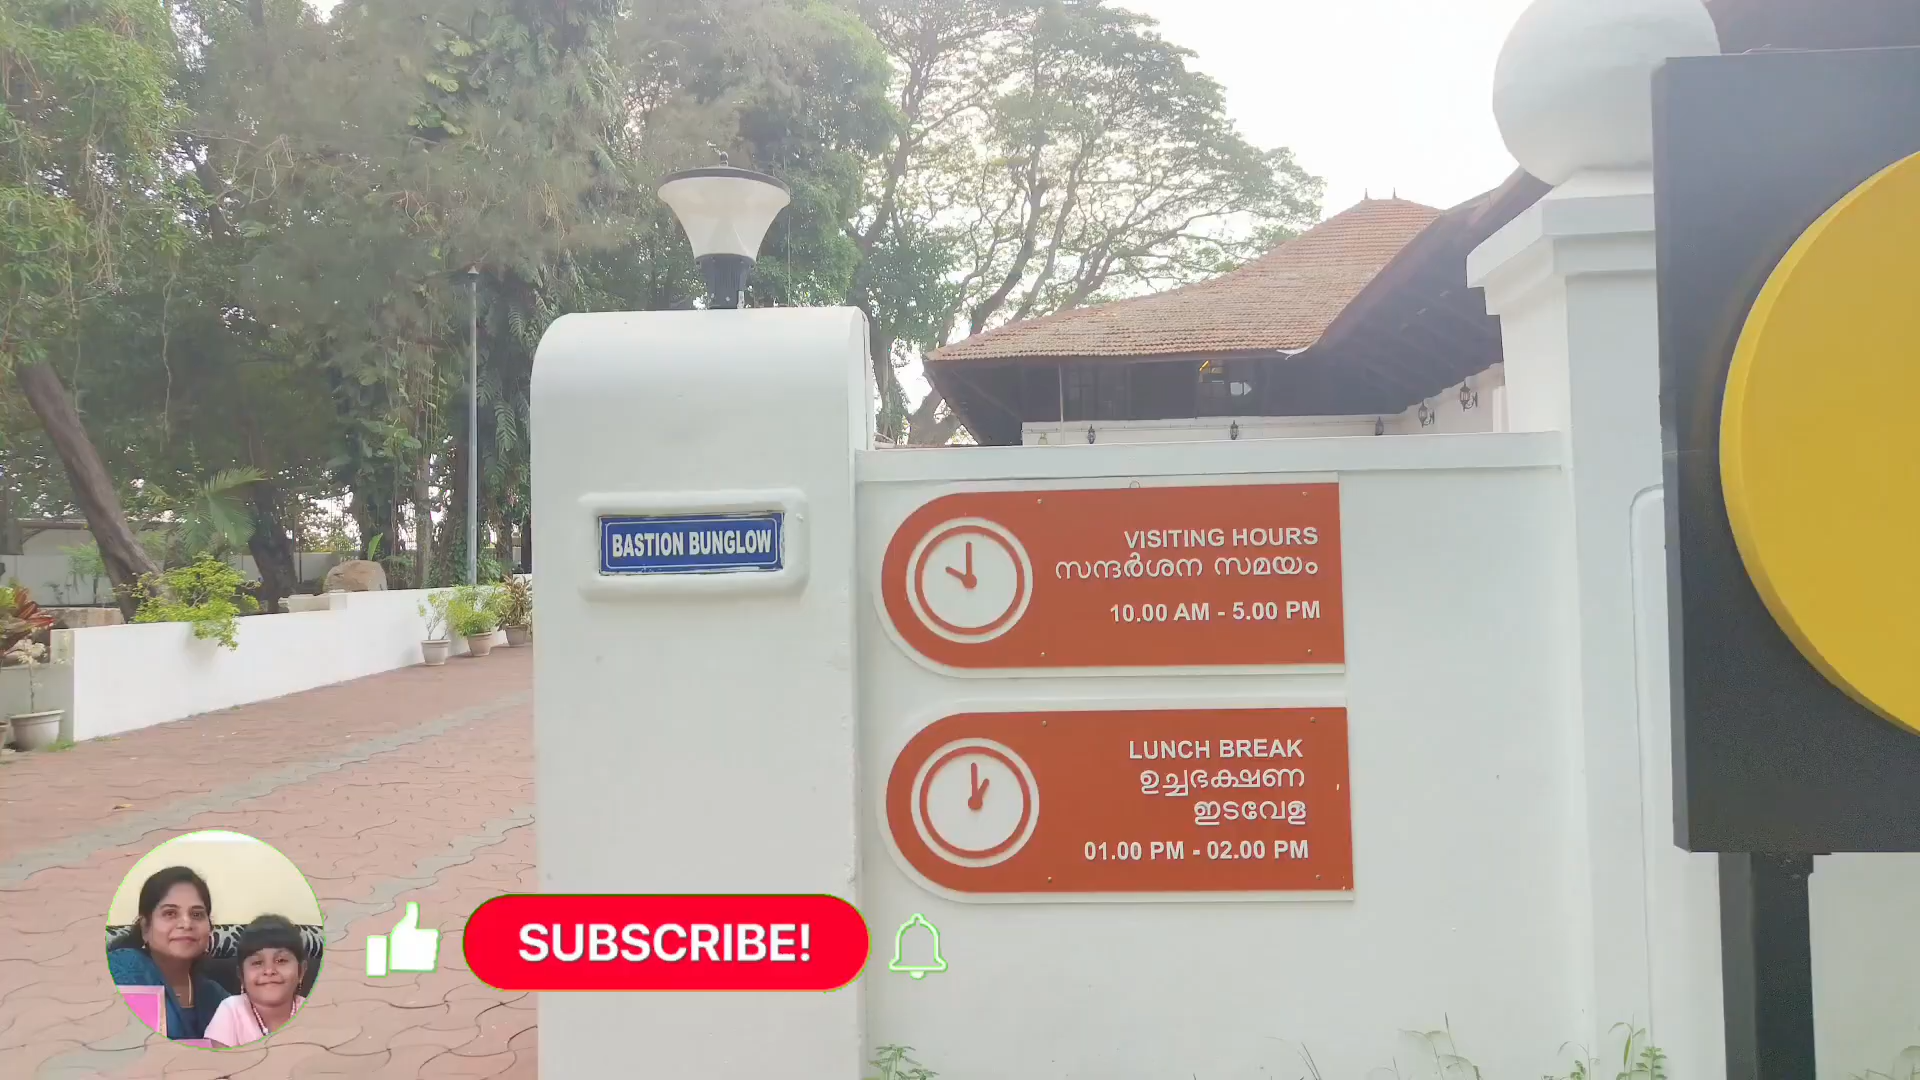 BASTION BUNGLOW
VISITING HOURS
സന്ദർശന സമയം
10.00 AM - 5.00 PM
LUNCH BREAK
ഉച്ചഭക്ഷണ
ഇടവേള
01.00 PM - 02.00 PM
SUBSCRIBE!